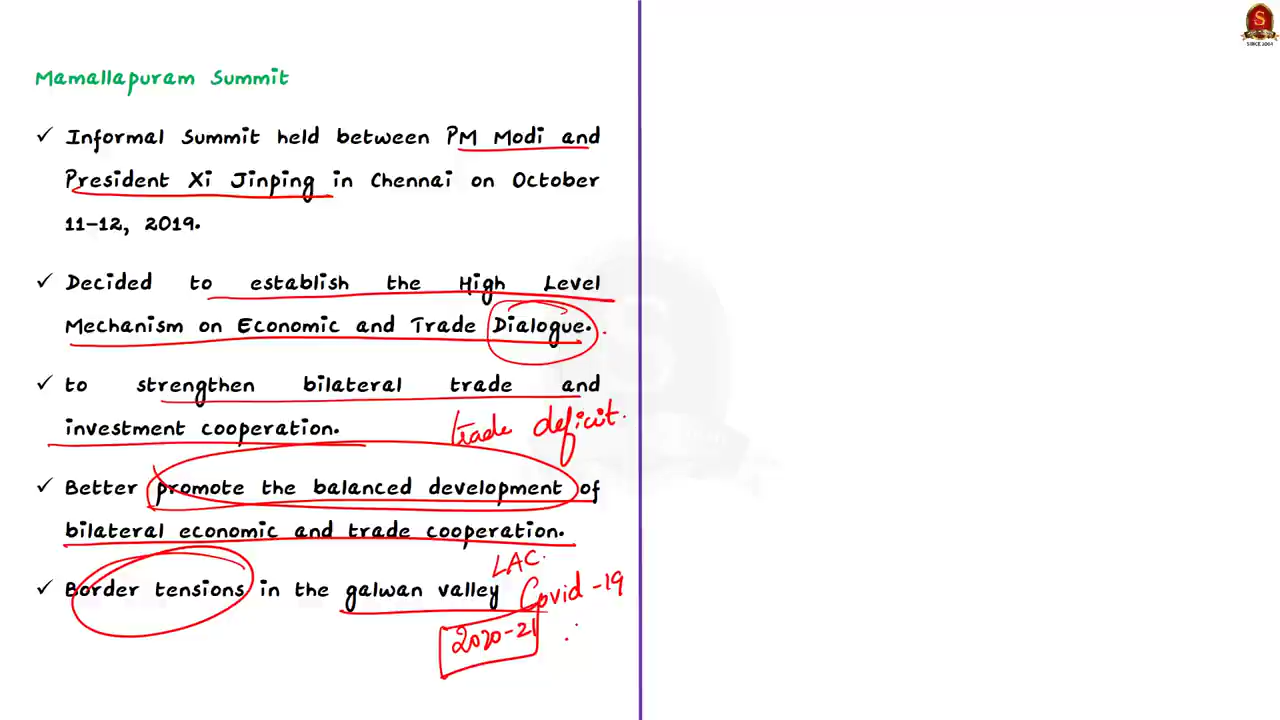 Mamallapuram Summit
✓ Informal Summit held between PM Modi and
President Xi Jinping in Chennai on October
11-12, 2019.
✓ Decided to establish the High Level
Mechanism on Economic and Trade Dialogue.
✓ to strengthen bilateral trade and
investment cooperation.
trade deficit.
✓ Better promote the balanced development of
bilateral economic and trade cooperation.
LAC.
✓ Border tensions in the galwan valley
Covid-19
2020-21
S
SINCE 2004